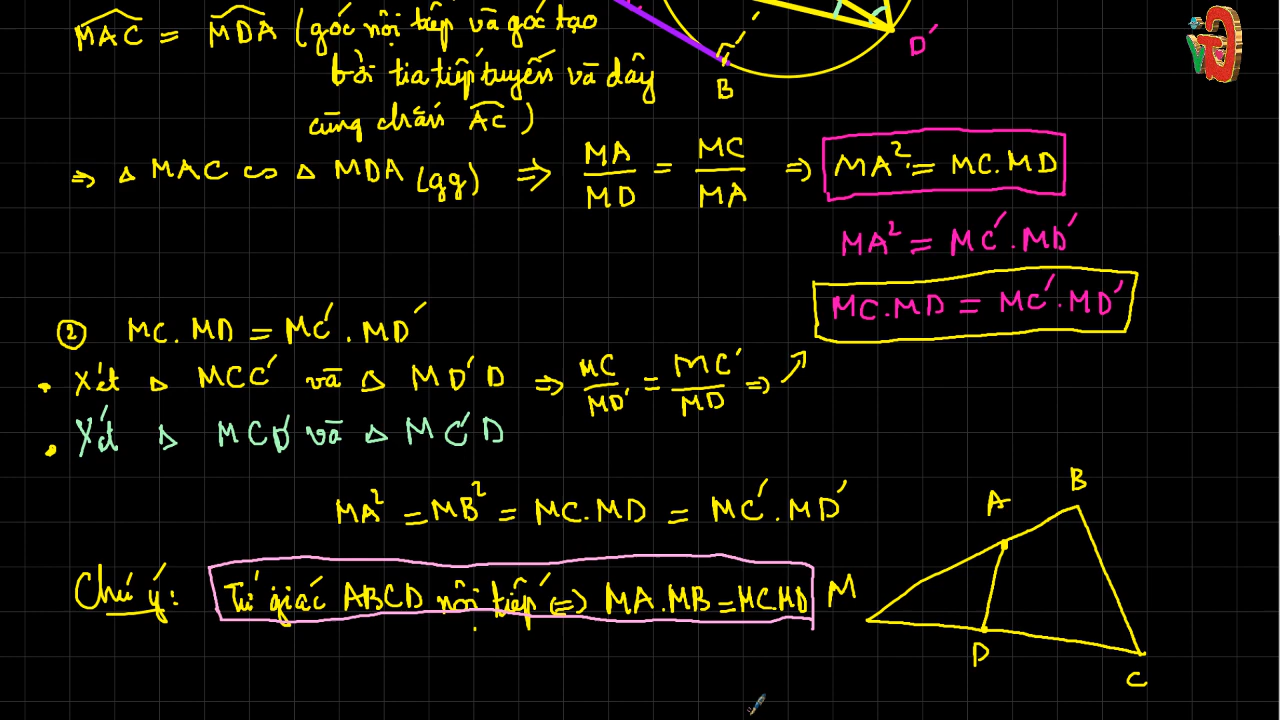 MAC = MDA (góc nội tiếp và góc tạo
bởi tia tiếp tuyến và dây
cùng chắn AC)
B
D'
⇒ Δ MAC ∽ Δ MDA (gg) ⇒ MA/MD = MC/MA ⇒ MA² = MC.MD
MA² = MC'.MD'
MC.MD = MC'.MD'
② MC.MD = MC'.MD'
• Xét Δ MCC' và Δ MD'D ⇒ MC/MD' = MC'/MD ⇒
• Xét Δ MCD' và Δ MC'D
MA² = MB² = MC.MD = MC'.MD'
Chú ý: Tứ giác ABCD nội tiếp ⇔ MA.MB = MC.MD
M
A
B
D
C